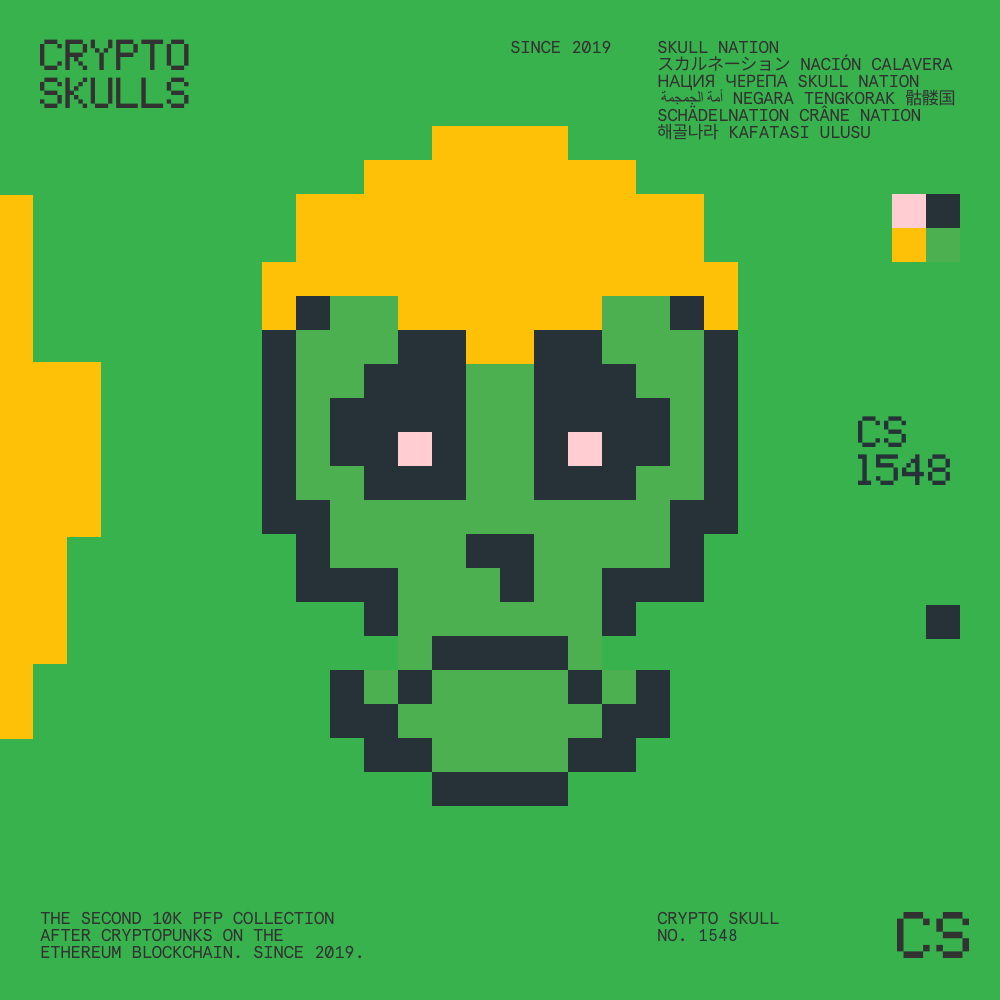 CRYPTO
SKULLS
SINCE 2019
SKULL NATION
スカルネーション NACIÓN CALAVERA
НАЦИЯ ЧЕРЕПА SKULL NATION
أمة الجمجمة NEGARA TENGKORAK 骷髅国
SCHÄDELNATION CRÂNE NATION
해골나라 KAFATASI ULUSU
CS
1548
THE SECOND 10K PFP COLLECTION
AFTER CRYPTOPUNKS ON THE
ETHEREUM BLOCKCHAIN. SINCE 2019.
CRYPTO SKULL
NO. 1548
CS